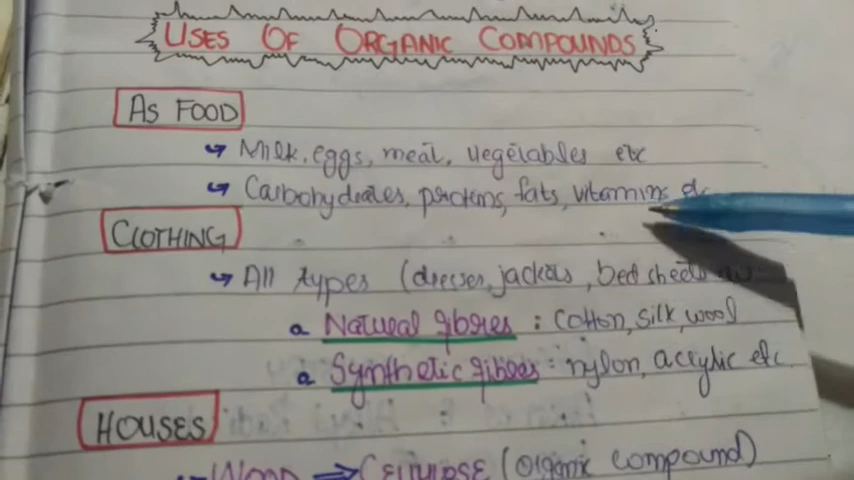 USES OF ORGANIC COMPOUNDS
AS FOOD
Milk, eggs, meat, vegetables etc
Carbohydrates, proteins, fats, vitamins etc
CLOTHING
All types (dresses, jackets, bed sheets
Natural fibres : cotton, silk, wool
Synthetic fibres : nylon, acrylic etc
HOUSES
WOOD ⇒ CELLULOSE (organic compound)